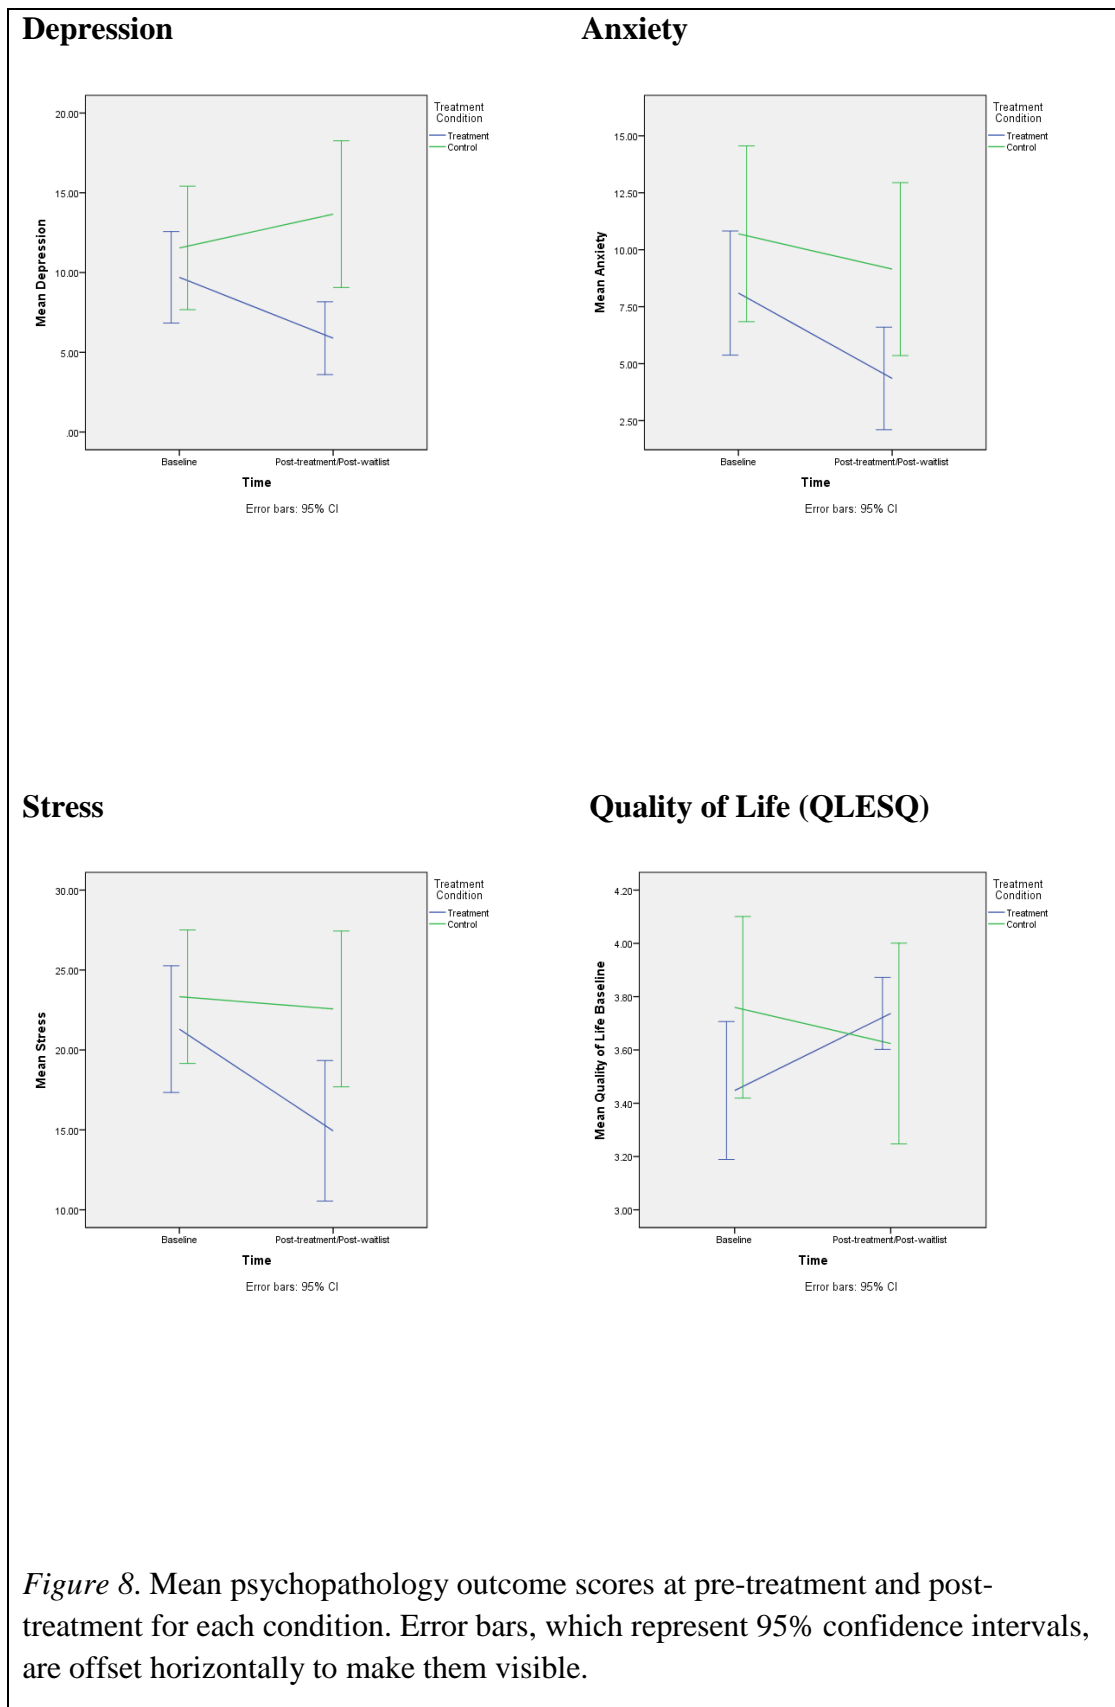 Depression
Anxiety
20.00
15.00
10.00
5.00
.00
Mean Depression
Baseline
Post-treatment/Post-waitlist
Time
Error bars: 95% CI
Treatment
Condition
Treatment
Control
15.00
12.50
10.00
7.50
5.00
2.50
Mean Anxiety
Baseline
Post-treatment/Post-waitlist
Time
Error bars: 95% CI
Treatment
Condition
Treatment
Control
Stress
Quality of Life (QLESQ)
30.00
25.00
20.00
15.00
10.00
Mean Stress
Baseline
Post-treatment/Post-waitlist
Time
Error bars: 95% CI
Treatment
Condition
Treatment
Control
4.20
4.00
3.80
3.60
3.40
3.20
3.00
Mean Quality of Life Baseline
Baseline
Post-treatment/Post-waitlist
Time
Error bars: 95% CI
Treatment
Condition
Treatment
Control
Figure 8. Mean psychopathology outcome scores at pre-treatment and post-
treatment for each condition. Error bars, which represent 95% confidence intervals,
are offset horizontally to make them visible.